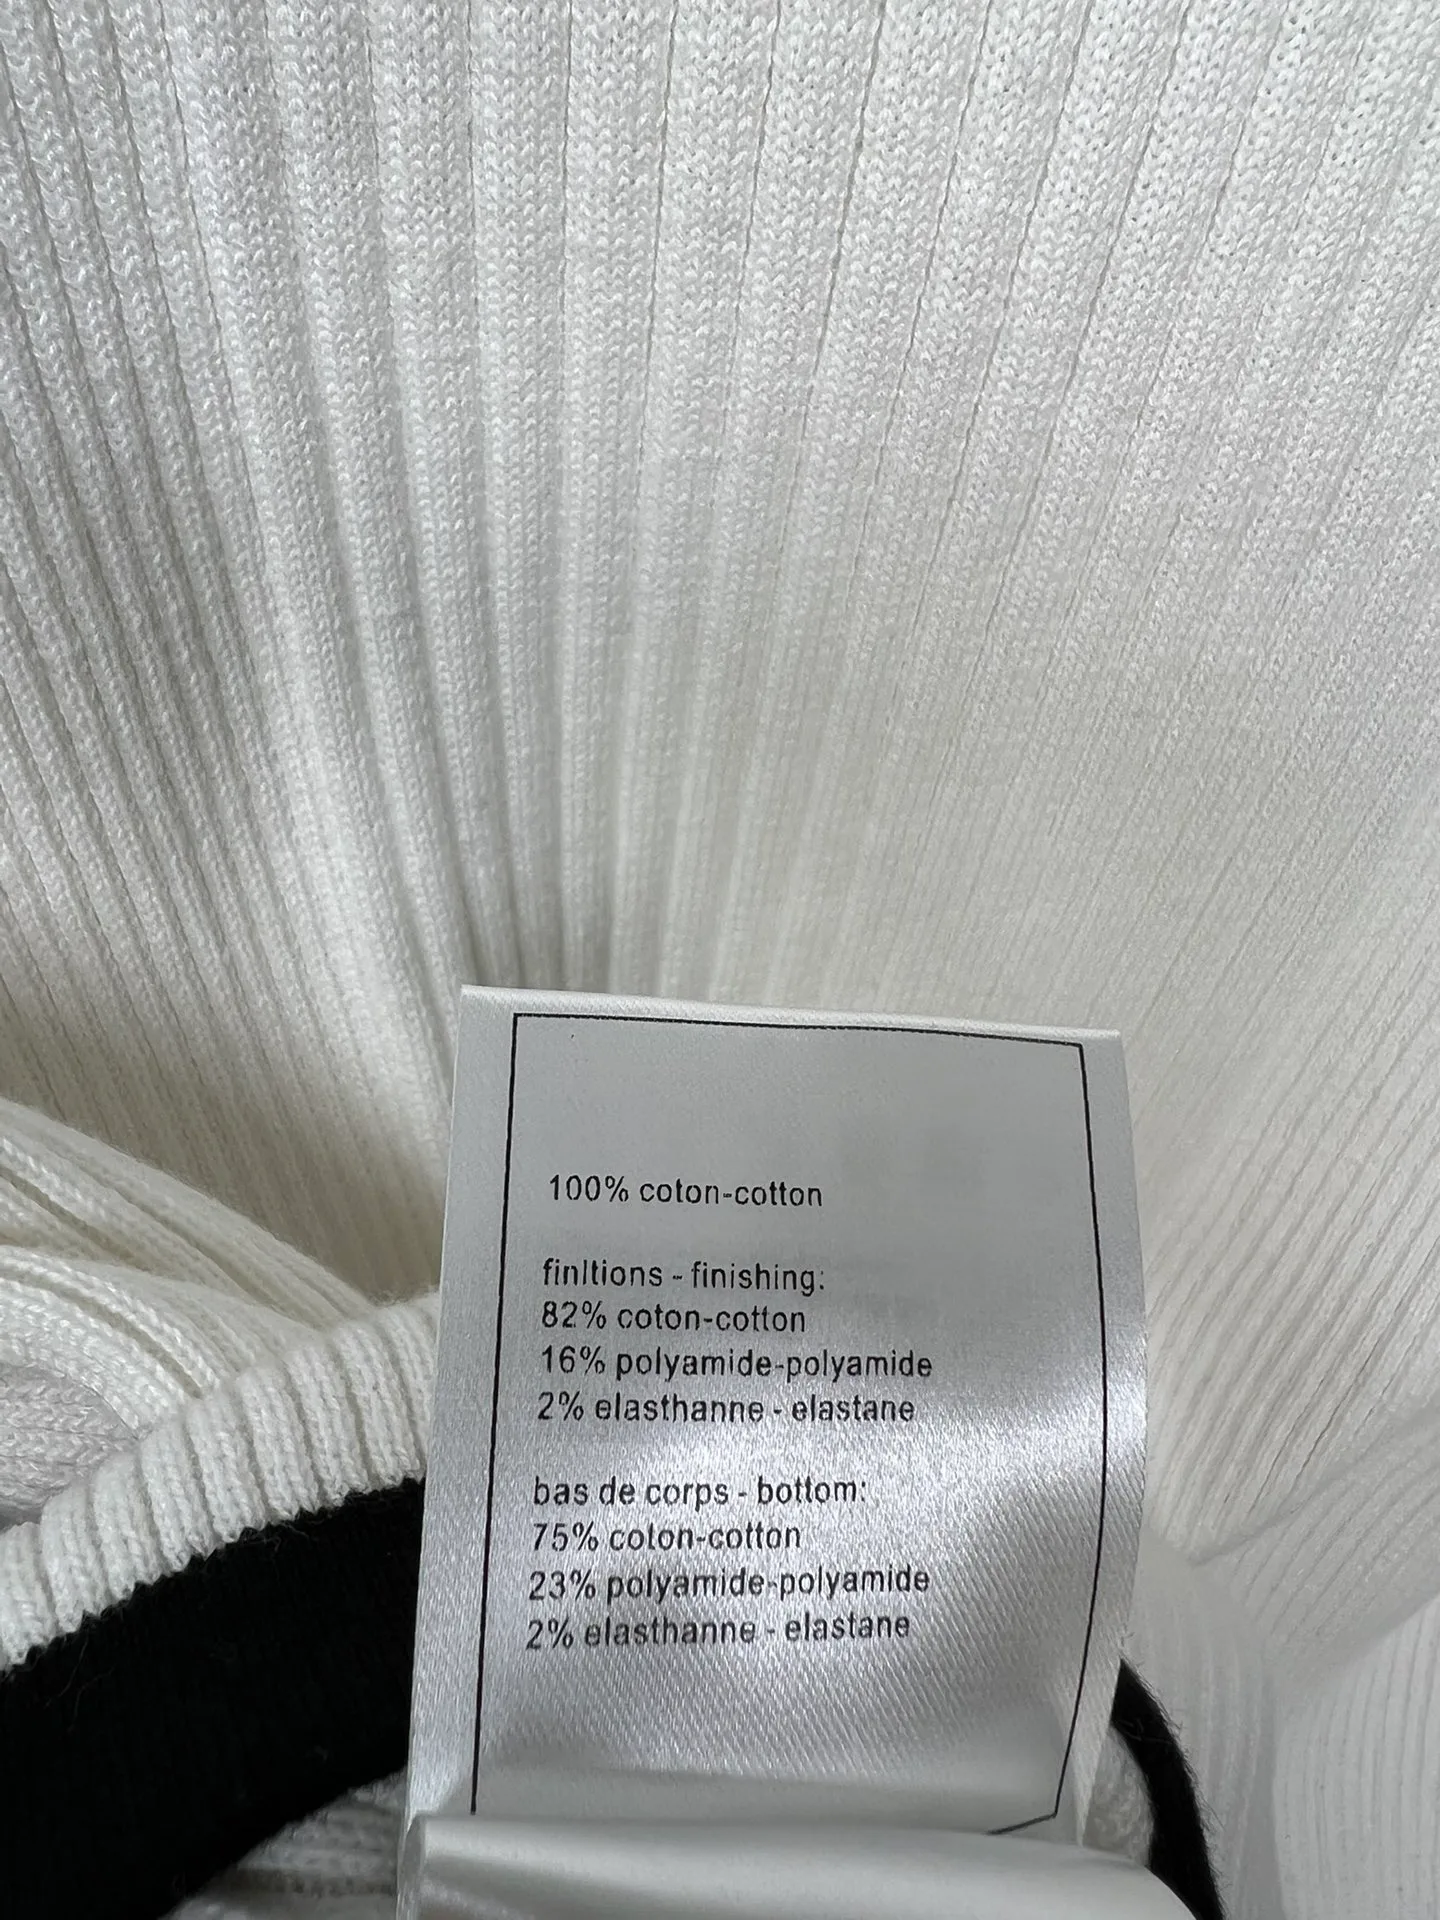 100% coton-cotton
finitions - finishing:
82% coton-cotton
16% polyamide-polyamide
2% elasthanne - elastane
bas de corps - bottom:
75% coton-cotton
23% polyamide-polyamide
2% elasthanne - elastane